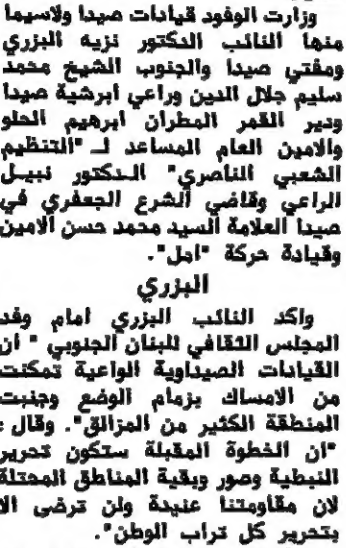 وزارت الوفود قيادات صيدا ولاسيما
منها النائب الدكتور نزيه البزري
ومفتي صيدا والجنوب الشيخ محمد
سليم جلال الدين وراعي ابرشية صيدا
ودير القمر المطران ابرهيم الحلو
والامين العام المساعد لـ "التنظيم
الشعبي الناصري" الدكتور نبيل
الراعي وقاضي الشرع الجعفري في
صيدا العلامة السيد محمد حسن الامين
وقيادة حركة "امل".
البزري
واكد النائب البزري امام وفد
المجلس الثقافي للبنان الجنوبي " ان
القيادات الصيداوية الواعية تمكنت
من الامساك بزمام الوضع وجنبت
المنطقة الكثير من المزالق". وقال :
"ان الخطوة المقبلة ستكون تحرير
النبطية وصور وبقية المناطق المحتلة
لان مقاومتنا عنيدة ولن ترضى الا
بتحرير كل تراب الوطن".